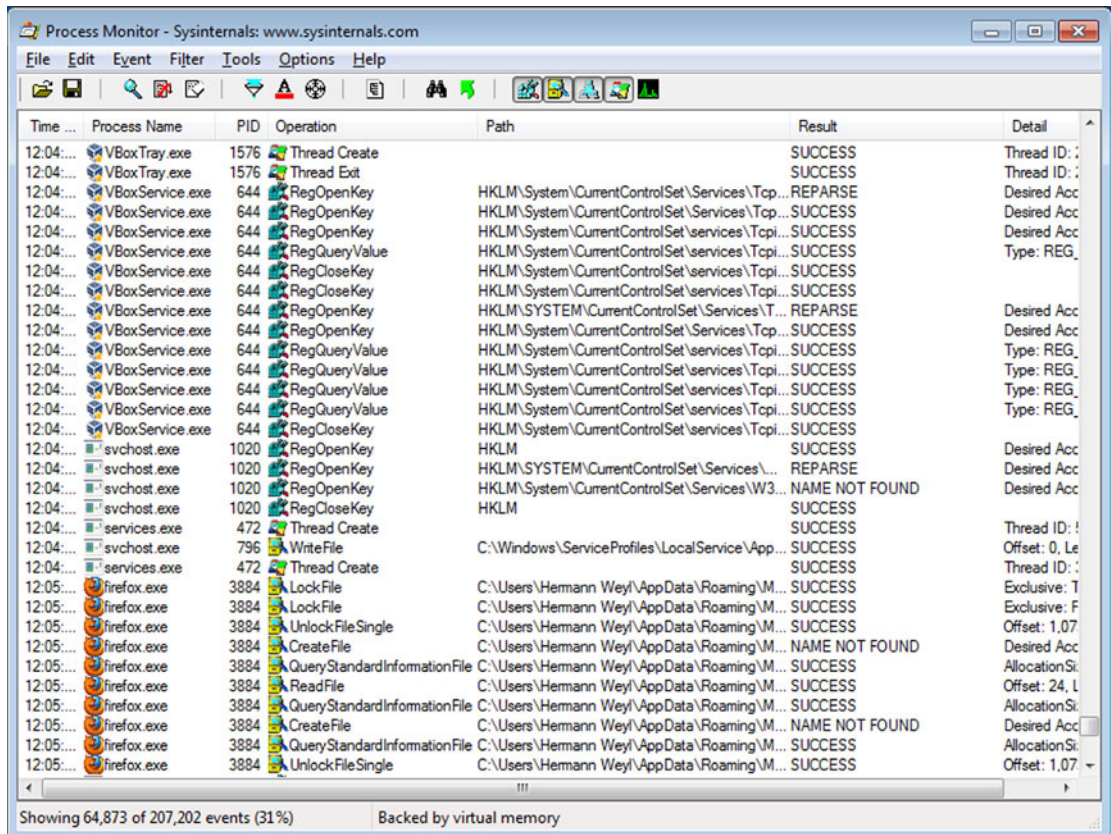 Process Monitor - Sysinternals: www.sysinternals.com
File Edit Event Filter Tools Options Help
Time ... Process Name PID Operation Path Result Detail
12:04:... VBoxTray.exe 1576 Thread Create SUCCESS Thread ID:
12:04:... VBoxTray.exe 1576 Thread Exit SUCCESS Thread ID:
12:04:... VBoxService.exe 644 RegOpenKey HKLM\System\CurrentControlSet\Services\Tcp... REPARSE Desired Acc
12:04:... VBoxService.exe 644 RegOpenKey HKLM\System\CurrentControlSet\Services\Tcp... SUCCESS Desired Acc
12:04:... VBoxService.exe 644 RegOpenKey HKLM\System\CurrentControlSet\services\Tcpi... SUCCESS Desired Acc
12:04:... VBoxService.exe 644 RegQueryValue HKLM\System\CurrentControlSet\services\Tcpi... SUCCESS Type: REG_
12:04:... VBoxService.exe 644 RegCloseKey HKLM\System\CurrentControlSet\services\Tcpi... SUCCESS
12:04:... VBoxService.exe 644 RegCloseKey HKLM\System\CurrentControlSet\services\Tcpi... SUCCESS
12:04:... VBoxService.exe 644 RegOpenKey HKLM\SYSTEM\CurrentControlSet\Services\T... REPARSE Desired Acc
12:04:... VBoxService.exe 644 RegOpenKey HKLM\System\CurrentControlSet\Services\Tcp... SUCCESS Desired Acc
12:04:... VBoxService.exe 644 RegQueryValue HKLM\System\CurrentControlSet\services\Tcpi... SUCCESS Type: REG_
12:04:... VBoxService.exe 644 RegQueryValue HKLM\System\CurrentControlSet\services\Tcpi... SUCCESS Type: REG_
12:04:... VBoxService.exe 644 RegQueryValue HKLM\System\CurrentControlSet\services\Tcpi... SUCCESS Type: REG_
12:04:... VBoxService.exe 644 RegQueryValue HKLM\System\CurrentControlSet\services\Tcpi... SUCCESS Type: REG_
12:04:... VBoxService.exe 644 RegCloseKey HKLM\System\CurrentControlSet\services\Tcpi... SUCCESS
12:04:... svchost.exe 1020 RegOpenKey HKLM SUCCESS Desired Acc
12:04:... svchost.exe 1020 RegOpenKey HKLM\SYSTEM\CurrentControlSet\Services\... REPARSE Desired Acc
12:04:... svchost.exe 1020 RegOpenKey HKLM\System\CurrentControlSet\Services\W3... NAME NOT FOUND Desired Acc
12:04:... svchost.exe 1020 RegCloseKey HKLM SUCCESS
12:04:... services.exe 472 Thread Create SUCCESS Thread ID:
12:04:... svchost.exe 796 WriteFile C:\Windows\ServiceProfiles\LocalService\App... SUCCESS Offset: 0, Le
12:04:... services.exe 472 Thread Create SUCCESS Thread ID:
12:05:... firefox.exe 3884 LockFile C:\Users\Hermann Weyl\AppData\Roaming\M... SUCCESS Exclusive: T
12:05:... firefox.exe 3884 LockFile C:\Users\Hermann Weyl\AppData\Roaming\M... SUCCESS Exclusive: F
12:05:... firefox.exe 3884 UnlockFileSingle C:\Users\Hermann Weyl\AppData\Roaming\M... SUCCESS Offset: 1,07
12:05:... firefox.exe 3884 CreateFile C:\Users\Hermann Weyl\AppData\Roaming\M... NAME NOT FOUND Desired Acc
12:05:... firefox.exe 3884 QueryStandardInformationFile C:\Users\Hermann Weyl\AppData\Roaming\M... SUCCESS AllocationSi
12:05:... firefox.exe 3884 ReadFile C:\Users\Hermann Weyl\AppData\Roaming\M... SUCCESS Offset: 24, L
12:05:... firefox.exe 3884 QueryStandardInformationFile C:\Users\Hermann Weyl\AppData\Roaming\M... SUCCESS AllocationSi
12:05:... firefox.exe 3884 CreateFile C:\Users\Hermann Weyl\AppData\Roaming\M... NAME NOT FOUND Desired Acc
12:05:... firefox.exe 3884 QueryStandardInformationFile C:\Users\Hermann Weyl\AppData\Roaming\M... SUCCESS AllocationSi
12:05:... firefox.exe 3884 UnlockFileSingle C:\Users\Hermann Weyl\AppData\Roaming\M... SUCCESS Offset: 1,07
Showing 64,873 of 207,202 events (31%) Backed by virtual memory